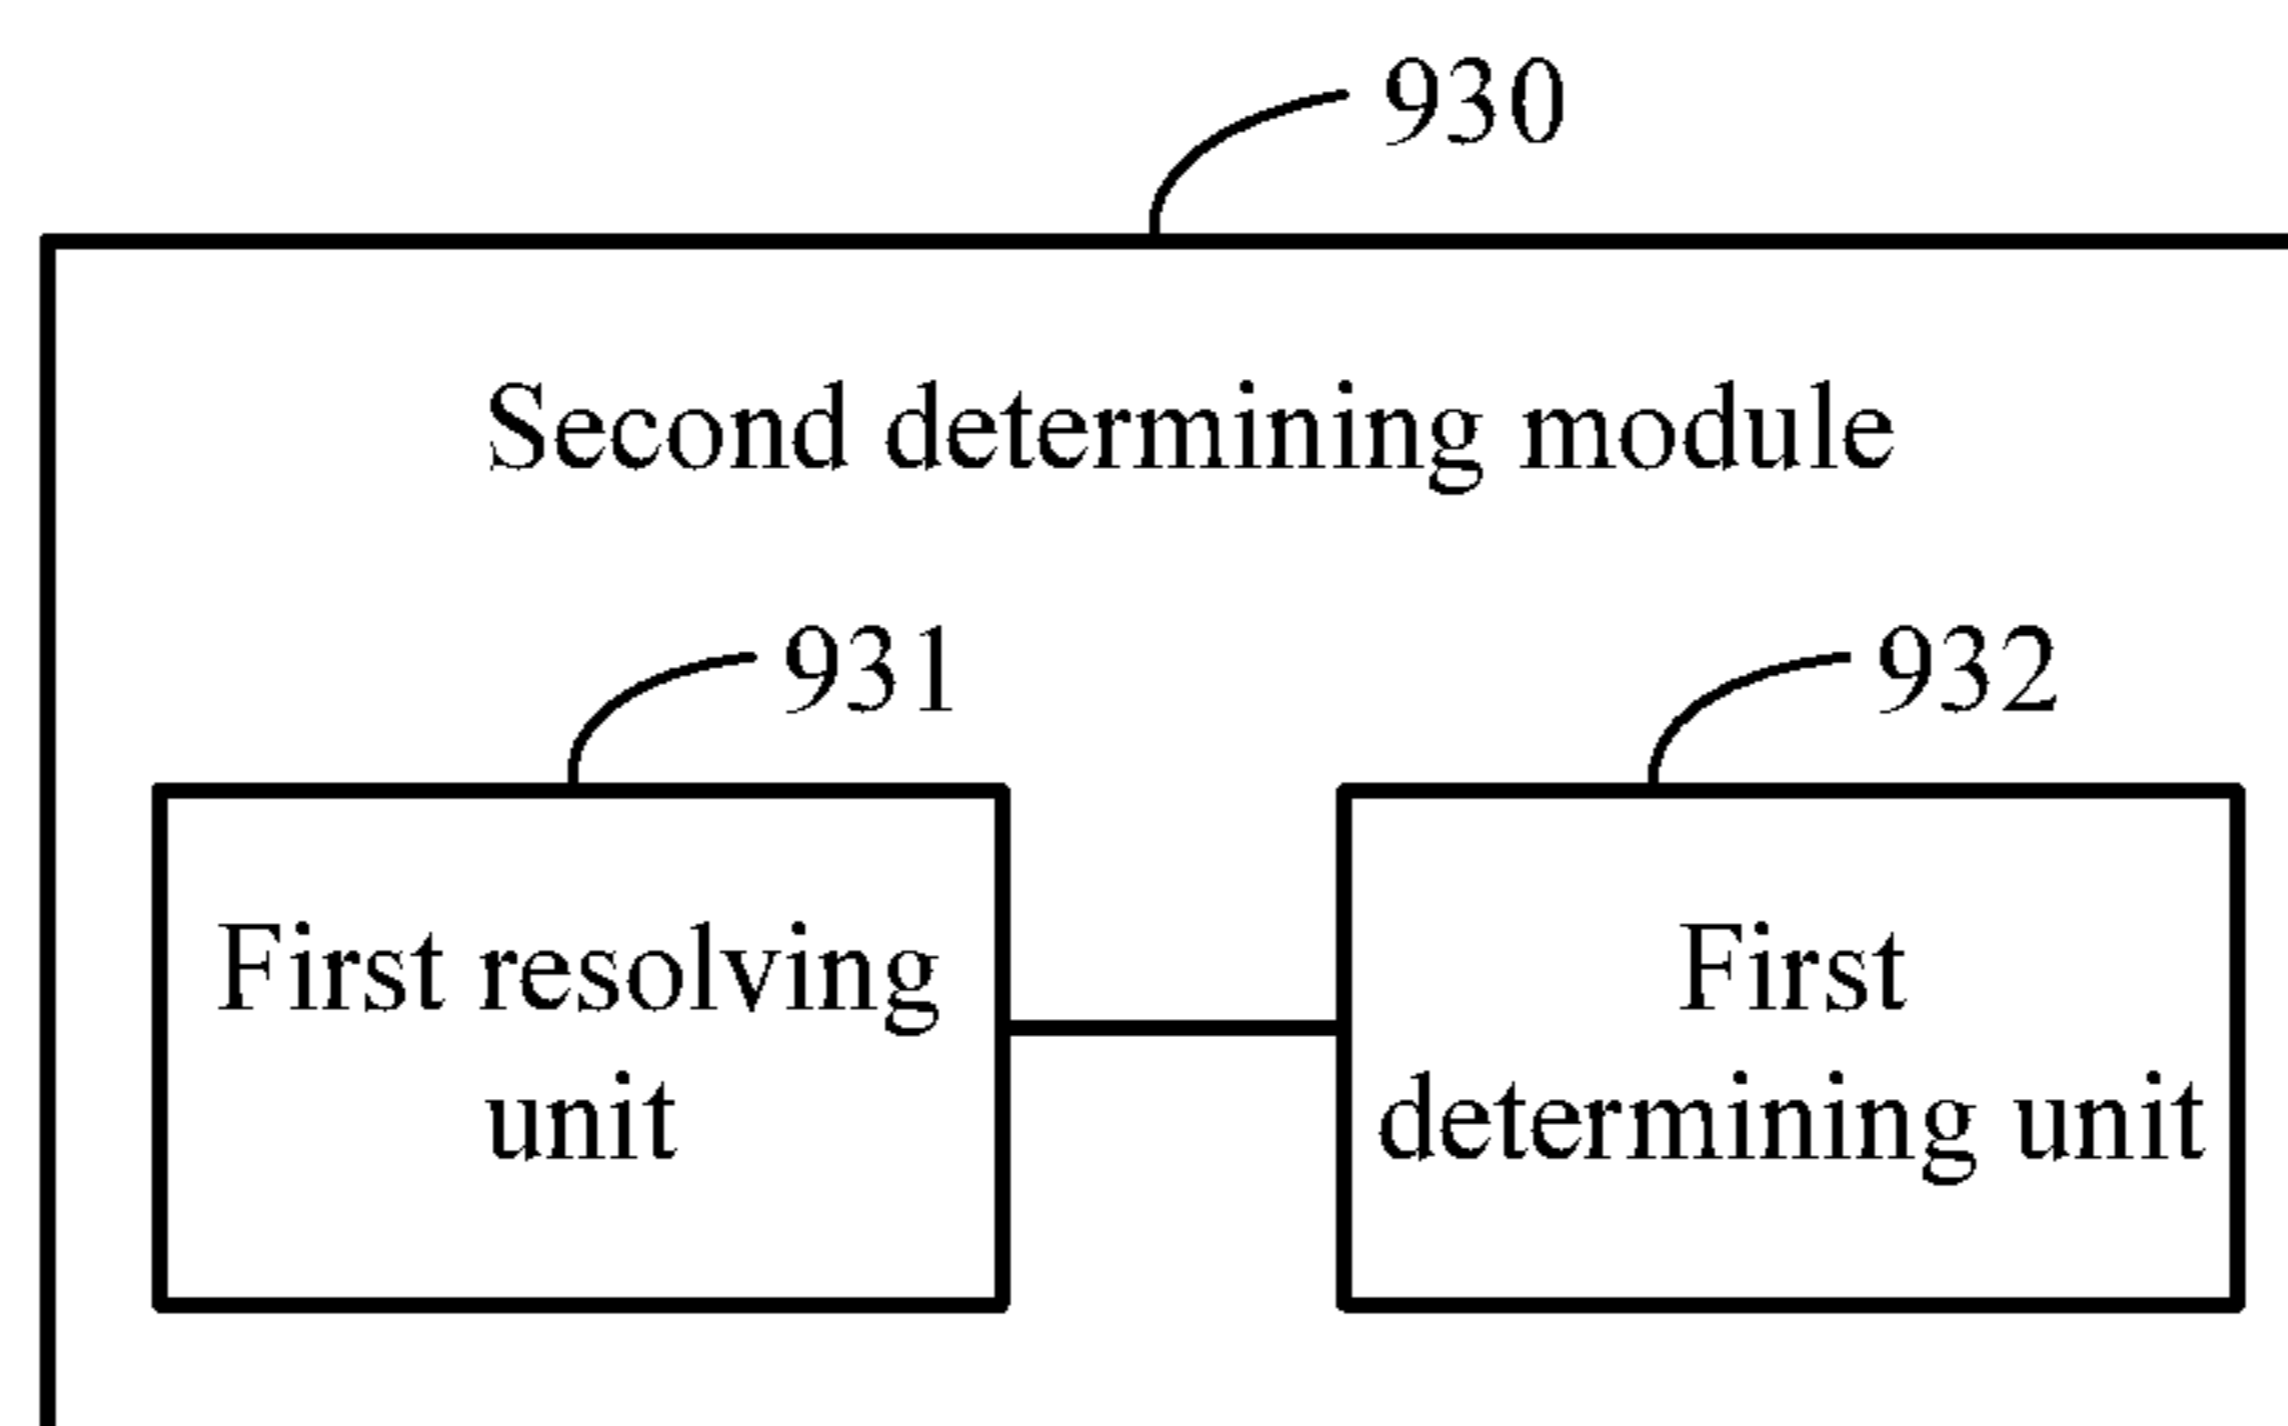 930
Second determining module
931
932
First resolving
unit
First
determining unit